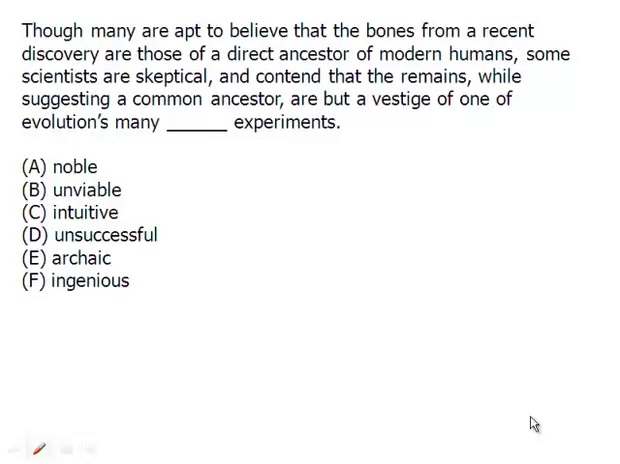 Though many are apt to believe that the bones from a recent
discovery are those of a direct ancestor of modern humans, some
scientists are skeptical, and contend that the remains, while
suggesting a common ancestor, are but a vestige of one of
evolution's many ______ experiments.
(A) noble
(B) unviable
(C) intuitive
(D) unsuccessful
(E) archaic
(F) ingenious